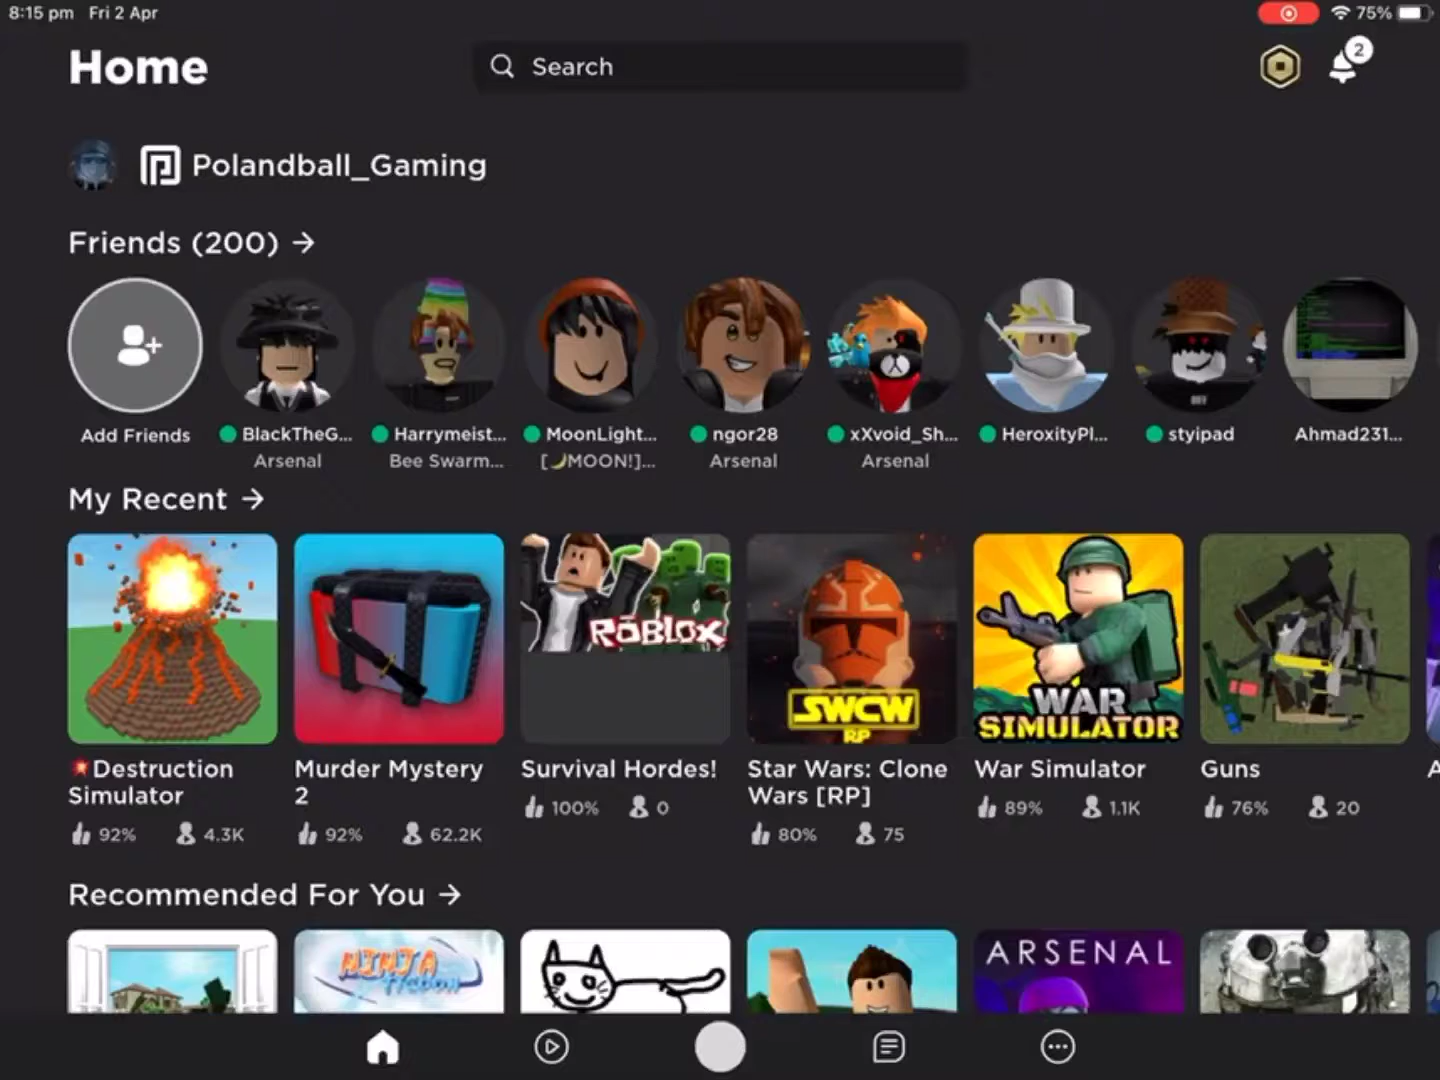 8:15 pm Fri 2 Apr
75%
Home
Search
2
Polandball_Gaming
Friends (200) →
Add Friends
BlackTheG...
Harrymeist...
MoonLight...
ngor28
xXvoid_Sh...
HeroxityPl...
styipad
Ahmad231...
Arsenal
Bee Swarm...
[🌙MOON!]...
Arsenal
Arsenal
My Recent →
ROBLOX
SWCW
RP
WAR
SIMULATOR
💥Destruction
Simulator
92% 4.3K
Murder Mystery
2
92% 62.2K
Survival Hordes!
100% 0
Star Wars: Clone
Wars [RP]
80% 75
War Simulator
89% 1.1K
Guns
76% 20
Recommended For You →
NINJA
Tycoon
ARSENAL